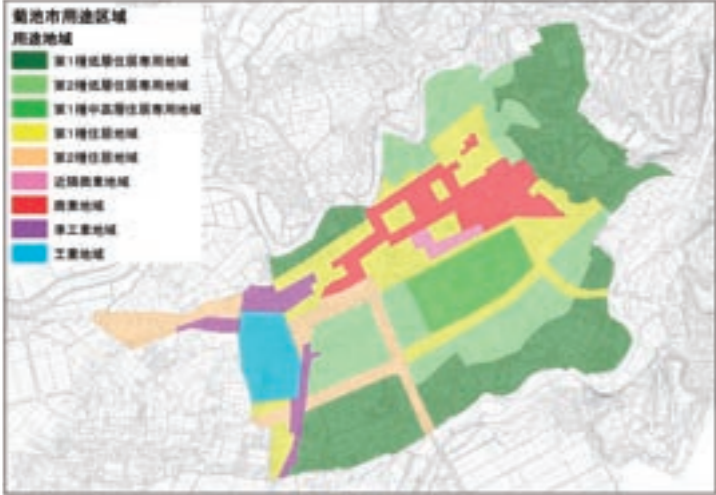 菊池市用途区域
用途地域
第1種低層住居専用地域
第2種低層住居専用地域
第1種中高層住居専用地域
第1種住居地域
第2種住居地域
近隣商業地域
商業地域
準工業地域
工業地域